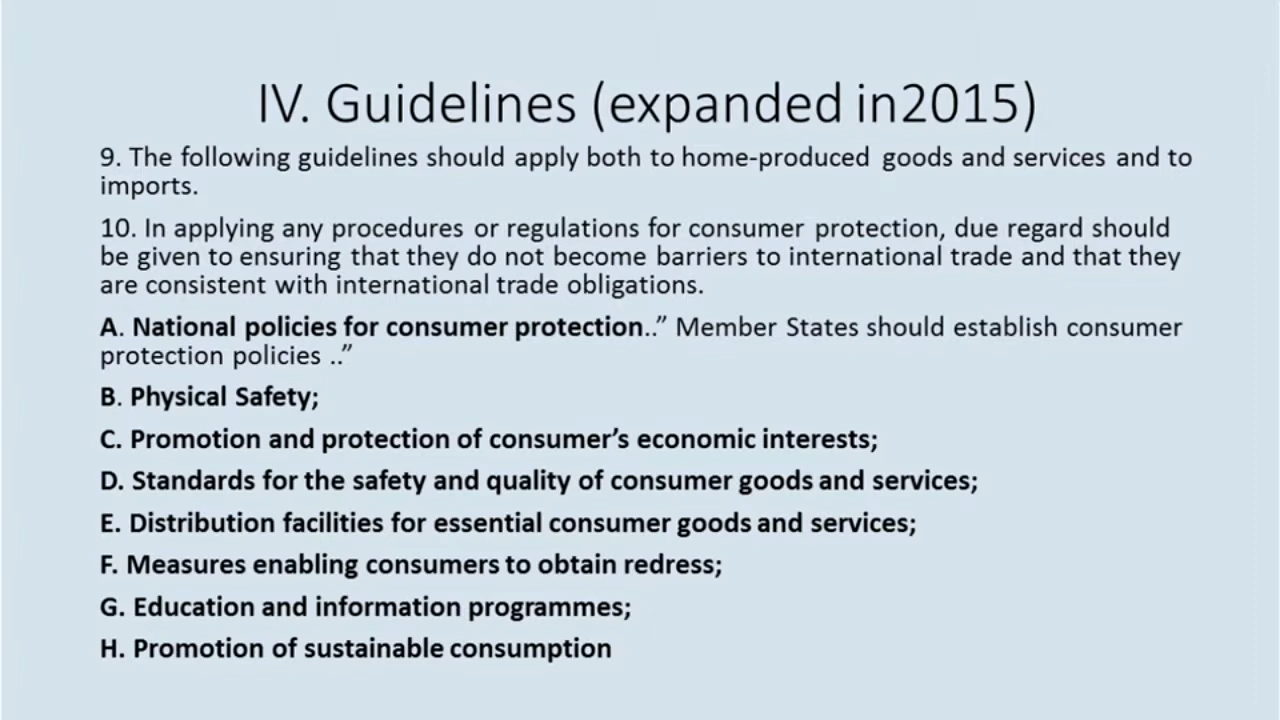 IV. Guidelines (expanded in2015)
9. The following guidelines should apply both to home-produced goods and services and to
imports.
10. In applying any procedures or regulations for consumer protection, due regard should
be given to ensuring that they do not become barriers to international trade and that they
are consistent with international trade obligations.
A. National policies for consumer protection..” Member States should establish consumer
protection policies ..”
B. Physical Safety;
C. Promotion and protection of consumer’s economic interests;
D. Standards for the safety and quality of consumer goods and services;
E. Distribution facilities for essential consumer goods and services;
F. Measures enabling consumers to obtain redress;
G. Education and information programmes;
H. Promotion of sustainable consumption